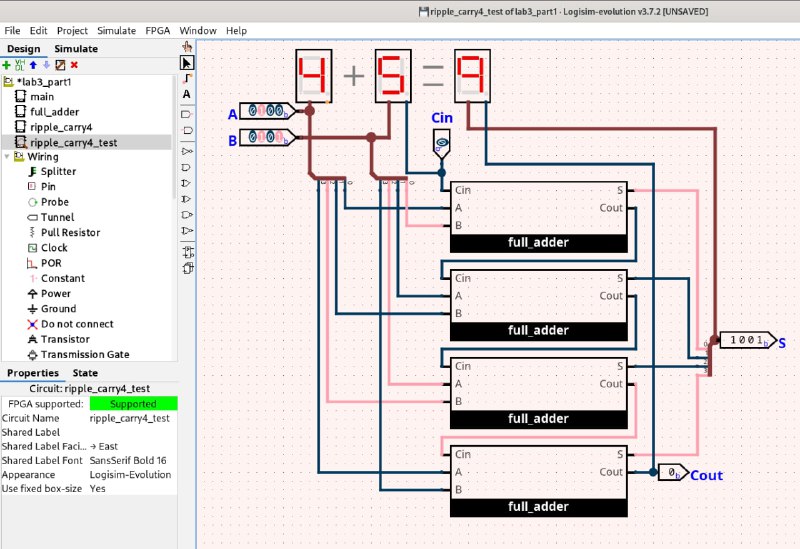 ripple_carry4_test of lab3_part1 · Logisim-evolution v3.7.2 [UNSAVED]
File Edit Project Simulate FPGA Window Help
Design Simulate
*lab3_part1
main
full_adder
ripple_carry4
ripple_carry4_test
Wiring
Splitter
Pin
Probe
Tunnel
Pull Resistor
Clock
POR
Constant
Power
Ground
Do not connect
Transistor
Transmission Gate
Properties State
Circuit: ripple_carry4_test
FPGA supported: Supported
Circuit Name ripple_carry4_test
Shared Label
Shared Label Faci... → East
Shared Label Font SansSerif Bold 16
Appearance Logisim-Evolution
Use fixed box-size Yes
4 + 5 = 9
A 0100b
B
Cin
0
Cin S
A Cout
B
full_adder
Cin S
A Cout
B
full_adder
Cin S
A Cout
B
full_adder
Cin S
A Cout
B
full_adder
1001b S
0b Cout